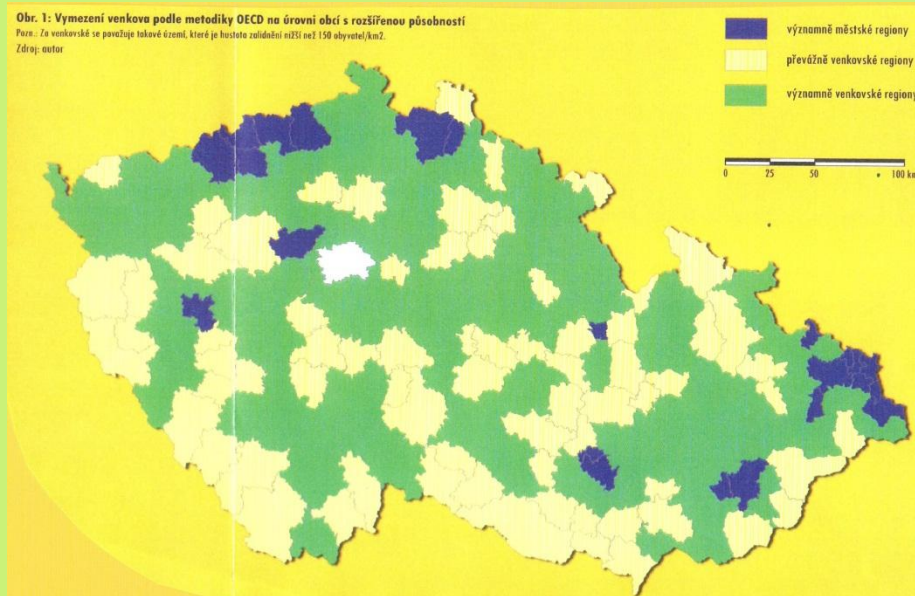 Obr. 1: Vymezení venkova podle metodiky OECD na úrovni obcí s rozšířenou působností
Pozn.: Za venkovské se považuje takové území, které je hustota zalidnění nižší než 150 obyvatel/km2.
Zdroj: autor
významně městské regiony
převážně venkovské regiony
významně venkovské regiony
0 25 50 100 km